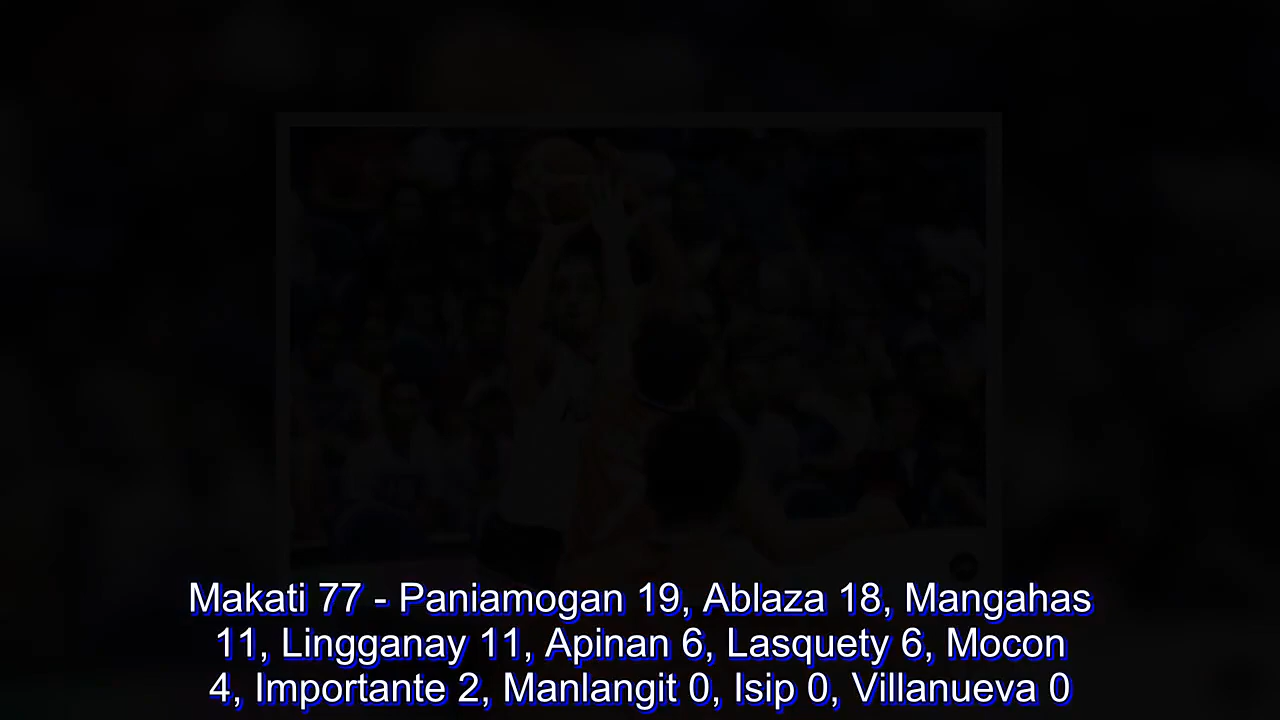 Makati 77 - Paniamogan 19, Ablaza 18, Mangahas
11, Lingganay 11, Apinan 6, Lasquety 6, Mocon
4, Importante 2, Manlangit 0, Isip 0, Villanueva 0